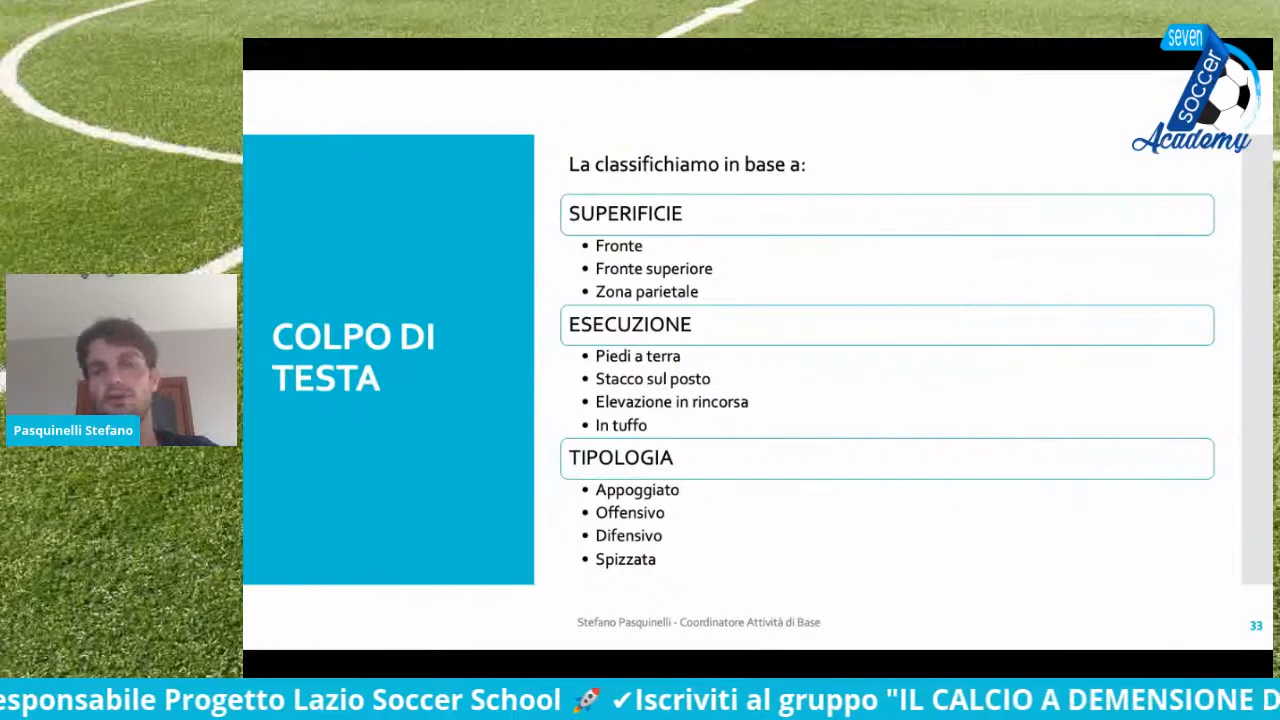 seven
SOCCER
Academy
La classifichiamo in base a:
SUPERIFICIE
• Fronte
• Fronte superiore
• Zona parietale
ESECUZIONE
• Piedi a terra
• Stacco sul posto
• Elevazione in rincorsa
• In tuffo
TIPOLOGIA
• Appoggiato
• Offensivo
• Difensivo
• Spizzata
COLPO DI
TESTA
Pasquinelli Stefano
Stefano Pasquinelli - Coordinatore Attività di Base
33
esponsabile Progetto Lazio Soccer School 🚀 ✔Iscriviti al gruppo "IL CALCIO A DEMENSIONE D